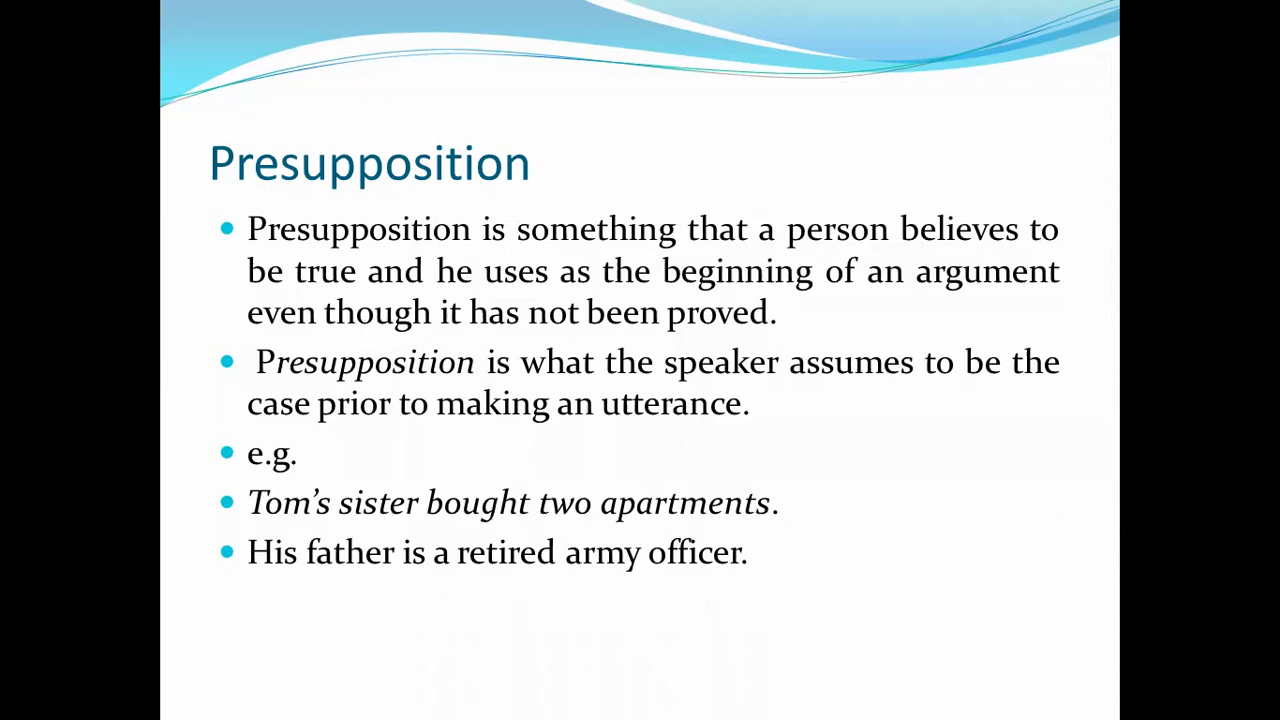 Presupposition
• Presupposition is something that a person believes to
be true and he uses as the beginning of an argument
even though it has not been proved.
• Presupposition is what the speaker assumes to be the
case prior to making an utterance.
• e.g.
• Tom’s sister bought two apartments.
• His father is a retired army officer.